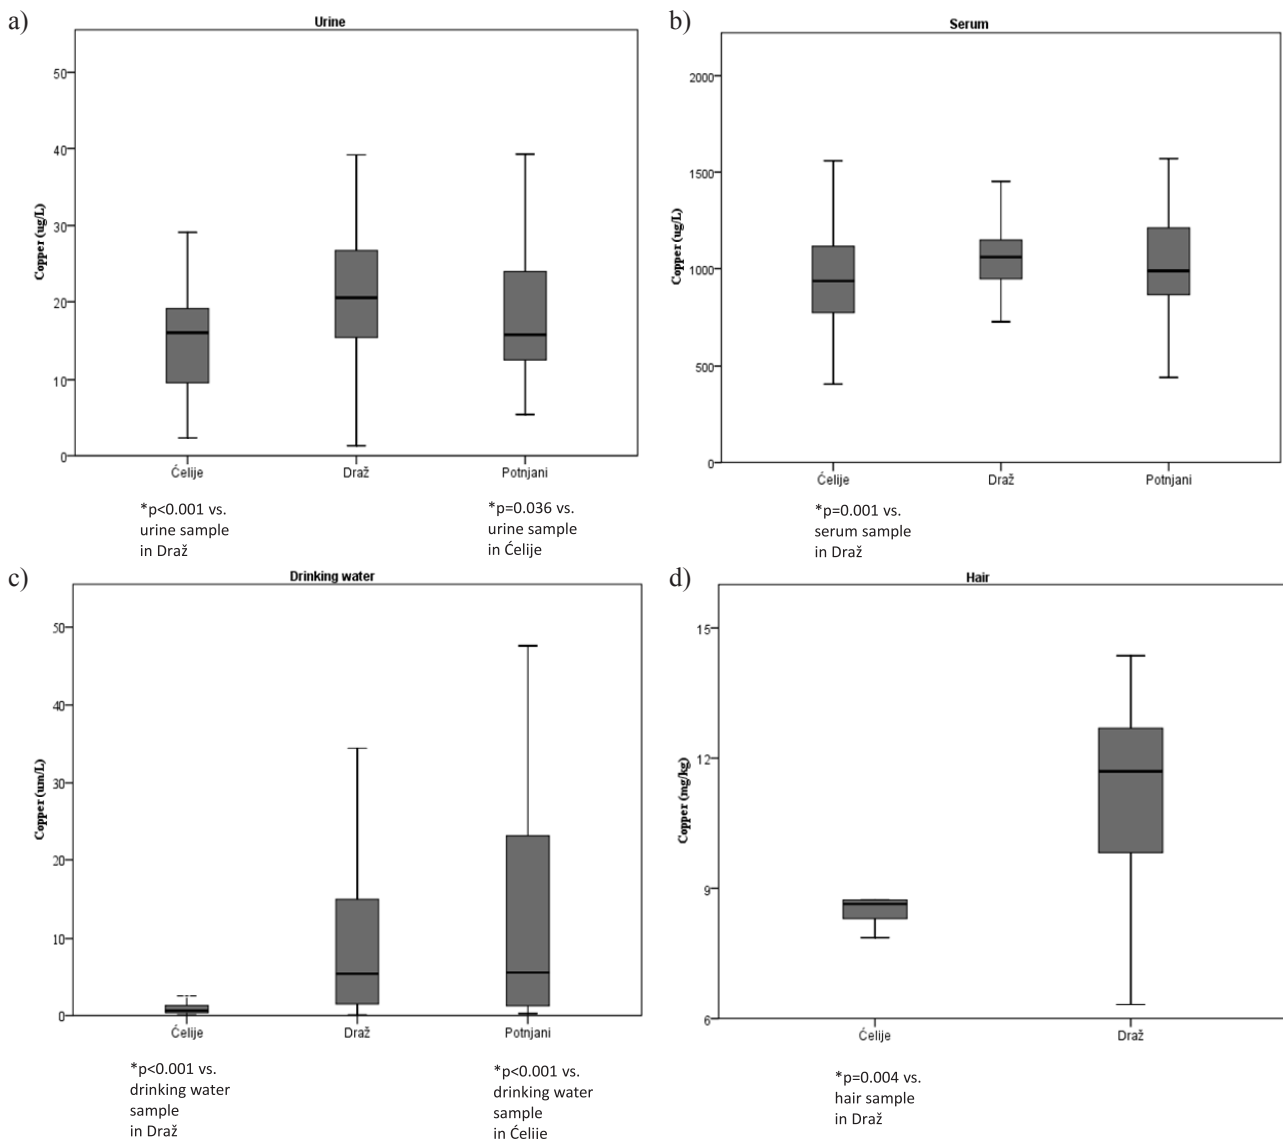 a)
Urine
50
40
30
20
10
0
Copper (ug/L)
Ćelije
Draž
Potnjani
*p<0.001 vs.
urine sample
in Draž
*p=0.036 vs.
urine sample
in Ćelije
b)
Serum
2000
1500
1000
500
0
Copper (ug/L)
Ćelije
Draž
Potnjani
*p=0.001 vs.
serum sample
in Draž
c)
Drinking water
50
40
30
20
10
0
Copper (um/L)
Ćelije
Draž
Potnjani
*p<0.001 vs.
drinking water
sample
in Draž
*p<0.001 vs.
drinking water
sample
in Ćelije
d)
Hair
15
12
9
6
Copper (mg/kg)
Ćelije
Draž
*p=0.004 vs.
hair sample
in Draž